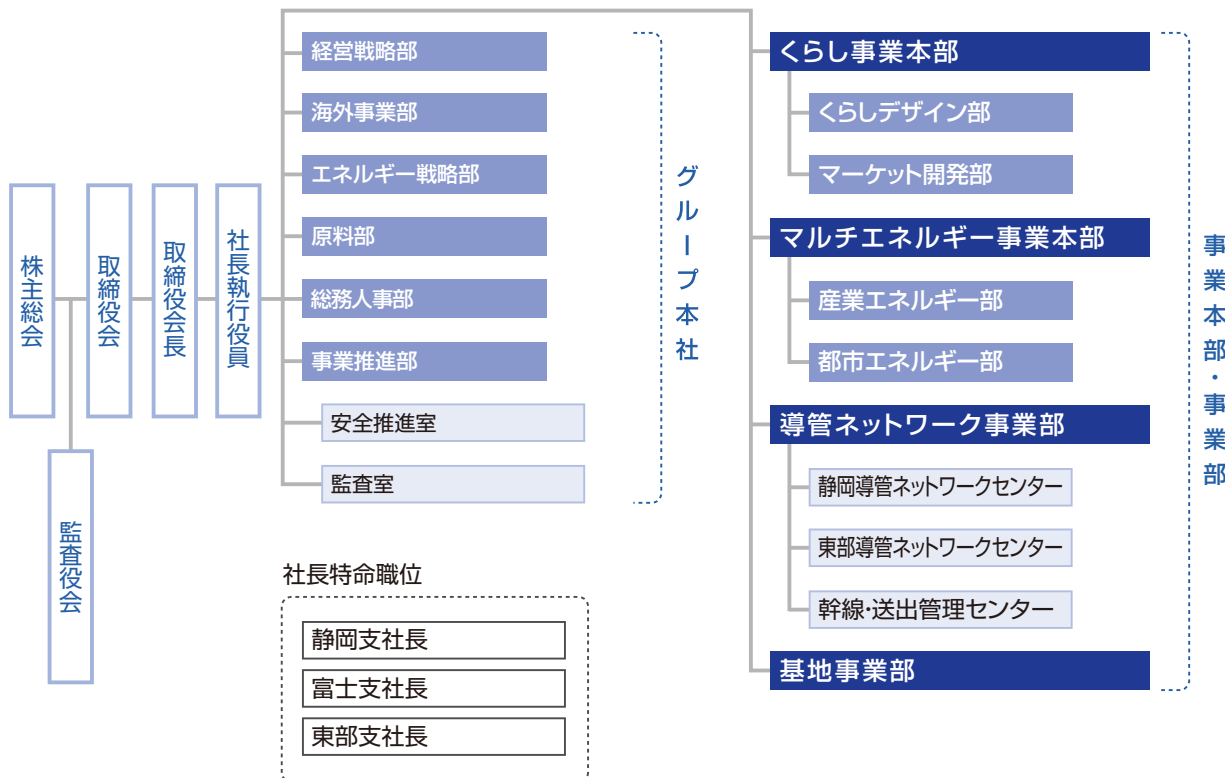 株主総会
監査役会
取締役会
取締役会長
社長執行役員
経営戦略部
海外事業部
エネルギー戦略部
原料部
総務人事部
事業推進部
安全推進室
監査室
グループ本社
社長特命職位
静岡支社長
富士支社長
東部支社長
くらし事業本部
くらしデザイン部
マーケット開発部
マルチエネルギー事業本部
産業エネルギー部
都市エネルギー部
導管ネットワーク事業部
静岡導管ネットワークセンター
東部導管ネットワークセンター
幹線・送出管理センター
基地事業部
事業本部・事業部